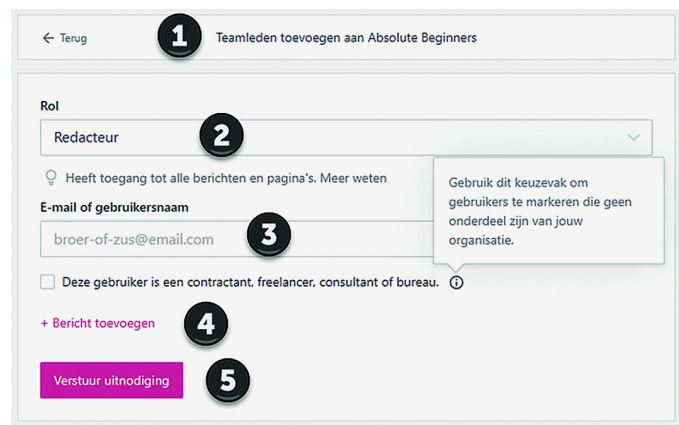 ← Terug
1
Teamleden toevoegen aan Absolute Beginners
Rol
Redacteur
2
Heeft toegang tot alle berichten en pagina's. Meer weten
Gebruik dit keuzevak om
gebruikers te markeren die geen
onderdeel zijn van jouw
organisatie.
E-mail of gebruikersnaam
broer-of-zus@email.com
3
Deze gebruiker is een contractant, freelancer, consultant of bureau.
+ Bericht toevoegen
4
Verstuur uitnodiging
5